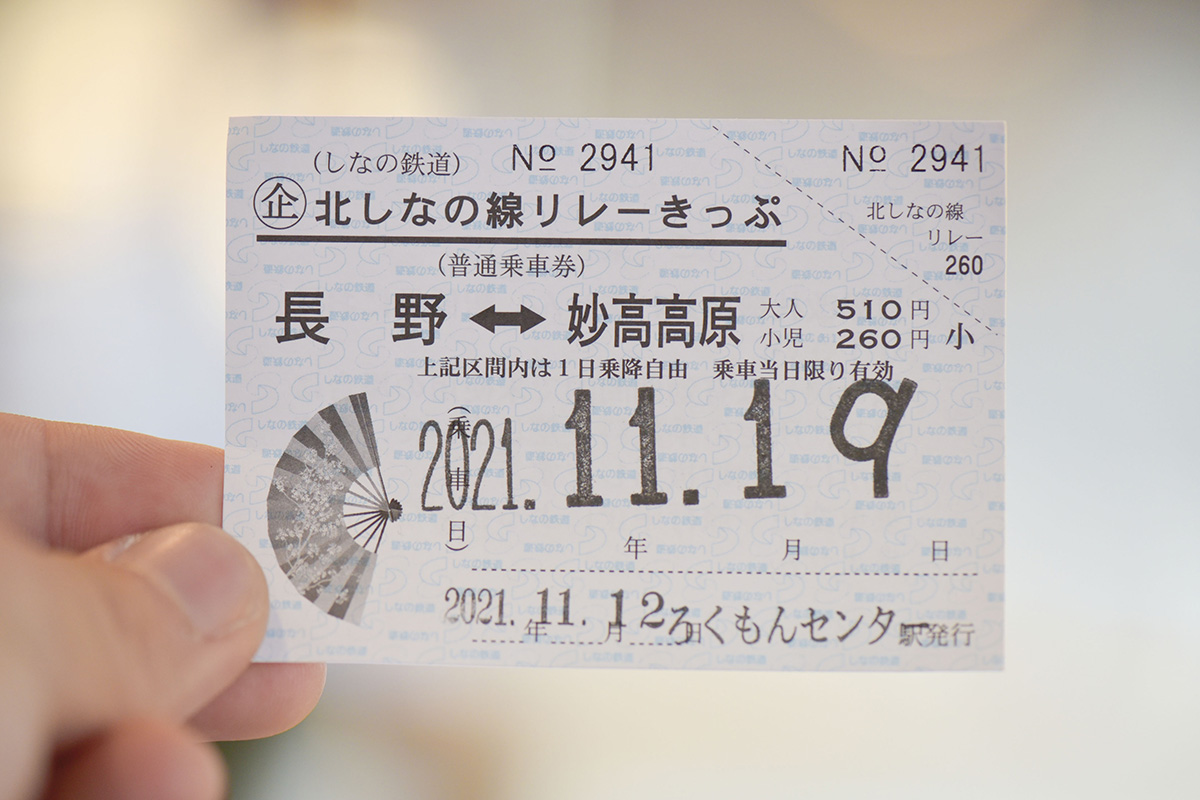 (しなの鉄道) No 2941
企 北しなの線リレーきっぷ
(普通乗車券)
長野 ↔ 妙高高原 大人 510円
小児 260円 小
上記区間内は1日乗降自由 乗車当日限り有効
(乗車日) 2021.11.19
年 月 日
2021.11.12 ろくもんセンター 駅発行
年 月 日
No 2941
北しなの線
リレー
260